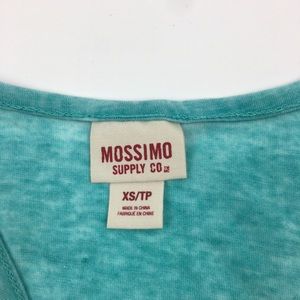 MOSSIMO
SUPPLY CO
XS/TP
MADE IN CHINA
FABRIQUÉ EN CHINE